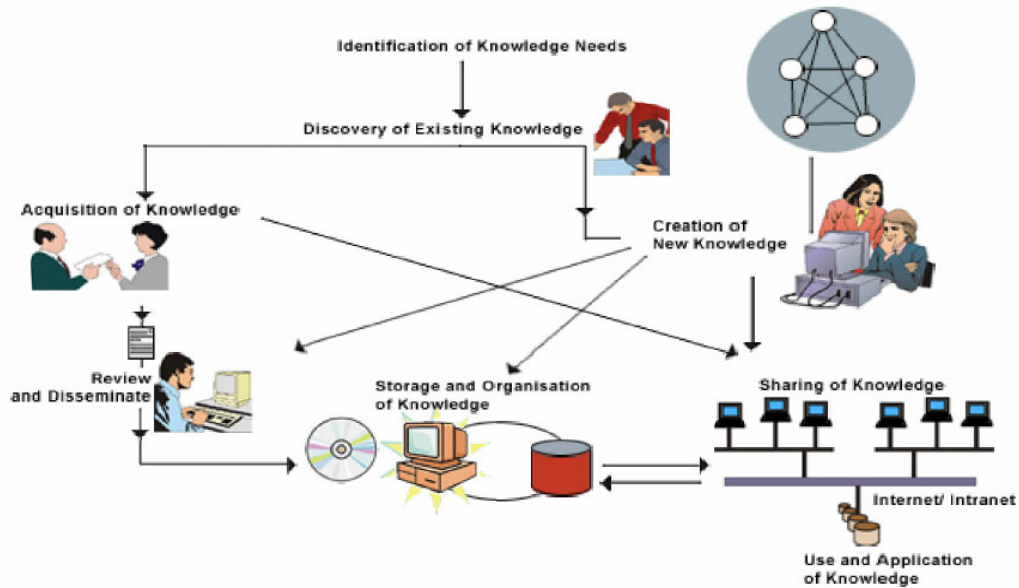 Identification of Knowledge Needs
Discovery of Existing Knowledge
Acquisition of Knowledge
Creation of
New Knowledge
Review
and Disseminate
Storage and Organisation
of Knowledge
Sharing of Knowledge
Internet/ intranet
Use and Application
of Knowledge